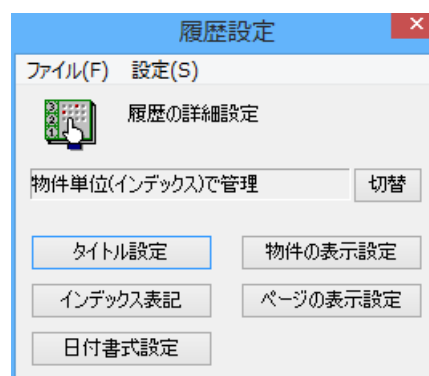 履歴設定
ファイル(F) 設定(S)
履歴の詳細設定
物件単位(インデックス)で管理 切替
タイトル設定 物件の表示設定
インデックス表記 ページの表示設定
日付書式設定